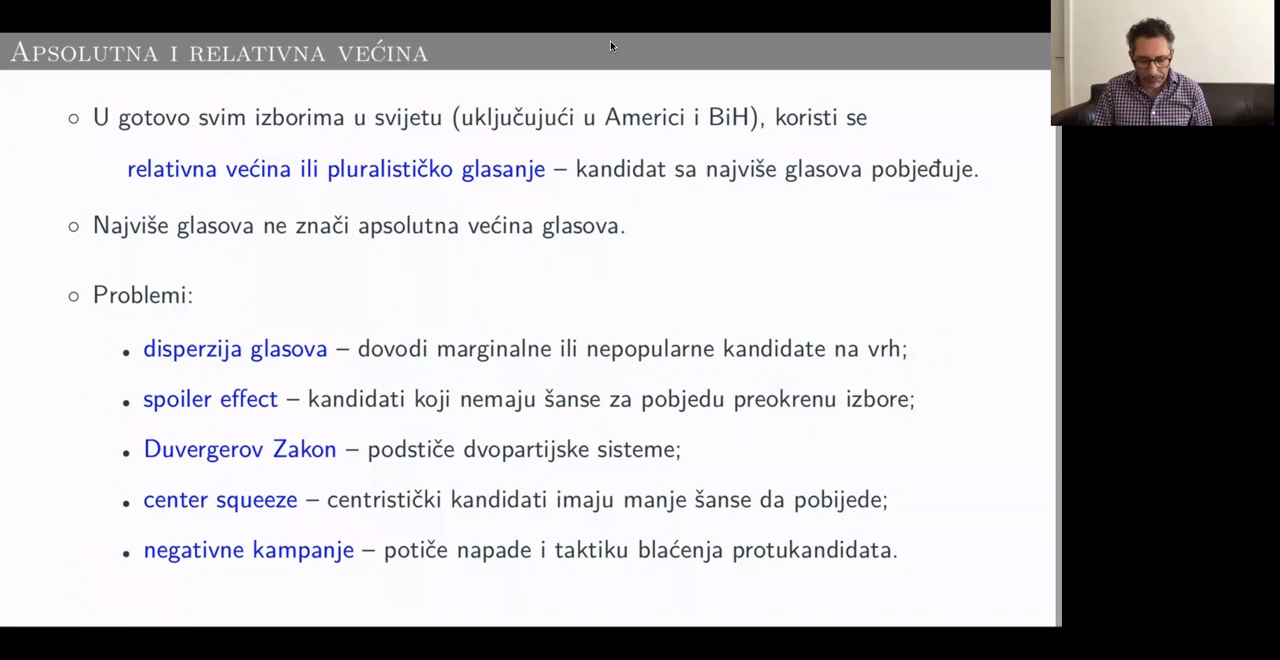 Apsolutna i relativna većina
○ U gotovo svim izborima u svijetu (uključujući u Americi i BiH), koristi se
relativna većina ili pluralističko glasanje – kandidat sa najviše glasova pobjeđuje.
○ Najviše glasova ne znači apsolutna većina glasova.
○ Problemi:
• disperzija glasova – dovodi marginalne ili nepopularne kandidate na vrh;
• spoiler effect – kandidati koji nemaju šanse za pobjedu preokrenu izbore;
• Duvergerov Zakon – podstiče dvopartijske sisteme;
• center squeeze – centristički kandidati imaju manje šanse da pobijede;
• negativne kampanje – potiče napade i taktiku blaćenja protukandidata.